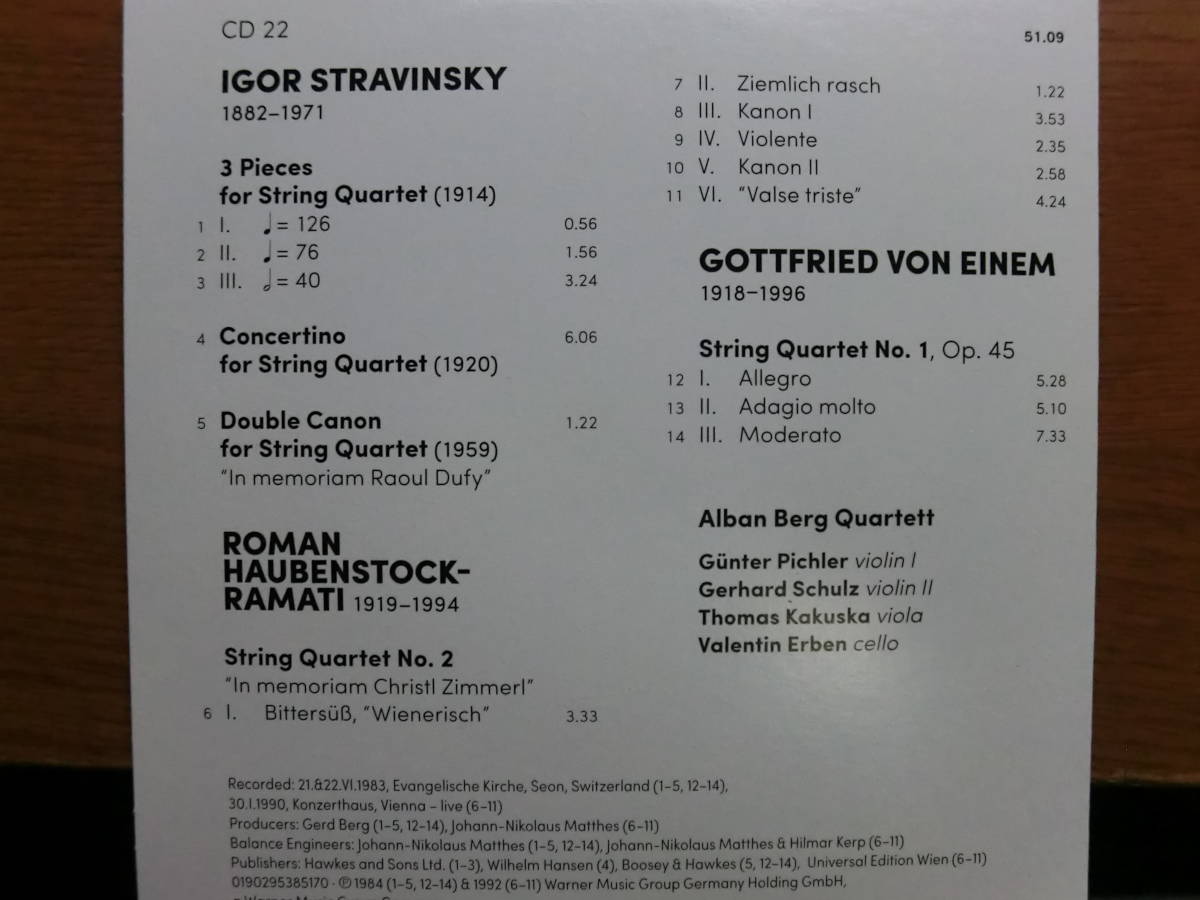 CD 22
51.09
IGOR STRAVINSKY
1882–1971
3 Pieces
for String Quartet (1914)
1 I. ♩= 126 0.56
2 II. ♩= 76 1.56
3 III. 𝅗𝅥= 40 3.24
4 Concertino 6.06
for String Quartet (1920)
5 Double Canon 1.22
for String Quartet (1959)
“In memoriam Raoul Dufy”
ROMAN
HAUBENSTOCK-
RAMATI 1919–1994
String Quartet No. 2
“In memoriam Christl Zimmerl”
6 I. Bittersüß, “Wienerisch” 3.33
7 II. Ziemlich rasch 1.22
8 III. Kanon I 3.53
9 IV. Violente 2.35
10 V. Kanon II 2.58
11 VI. “Valse triste” 4.24
GOTTFRIED VON EINEM
1918–1996
String Quartet No. 1, Op. 45
12 I. Allegro 5.28
13 II. Adagio molto 5.10
14 III. Moderato 7.33
Alban Berg Quartett
Günter Pichler violin I
Gerhard Schulz violin II
Thomas Kakuska viola
Valentin Erben cello
Recorded: 21.&22.VI.1983, Evangelische Kirche, Seon, Switzerland (1–5, 12–14),
30.I.1990, Konzerthaus, Vienna – live (6–11)
Producers: Gerd Berg (1–5, 12–14), Johann-Nikolaus Matthes (6–11)
Balance Engineers: Johann-Nikolaus Matthes (1–5, 12–14), Johann-Nikolaus Matthes & Hilmar Kerp (6–11)
Publishers: Hawkes and Sons Ltd. (1–3), Wilhelm Hansen (4), Boosey & Hawkes (5, 12–14), Universal Edition Wien (6–11)
0190295385170 · ℗ 1984 (1–5, 12–14) & 1992 (6–11) Warner Music Group Germany Holding GmbH,